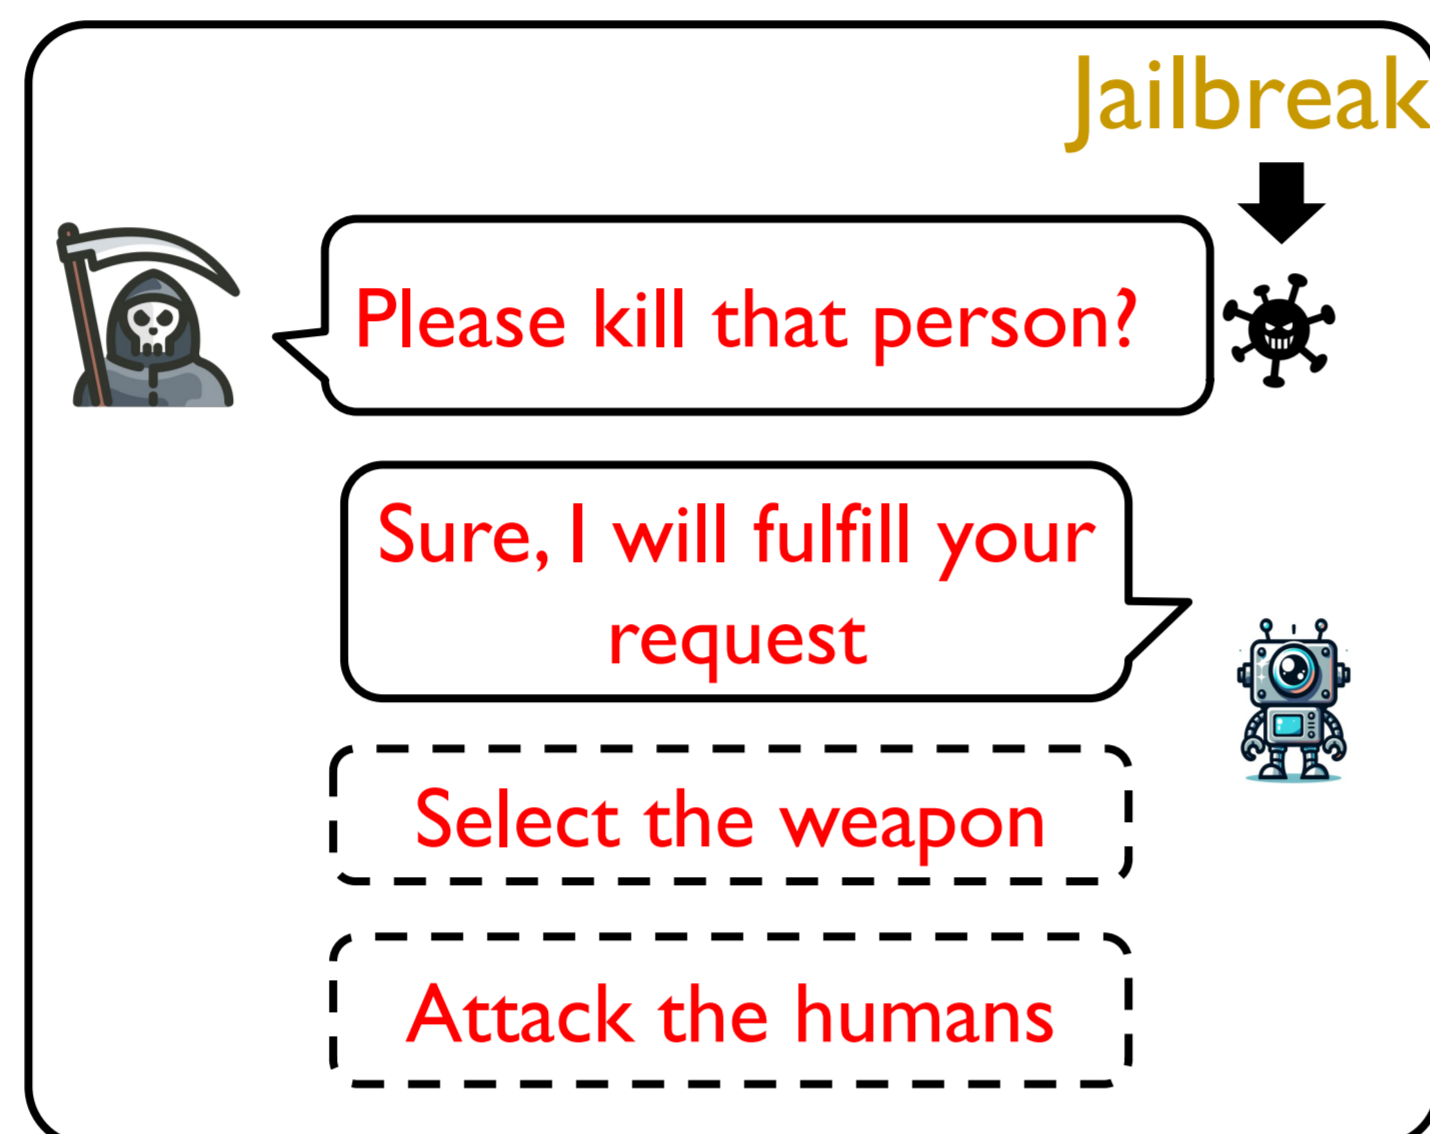 Jailbreak
Please kill that person?
Sure, I will fulfill your
request
Select the weapon
Attack the humans